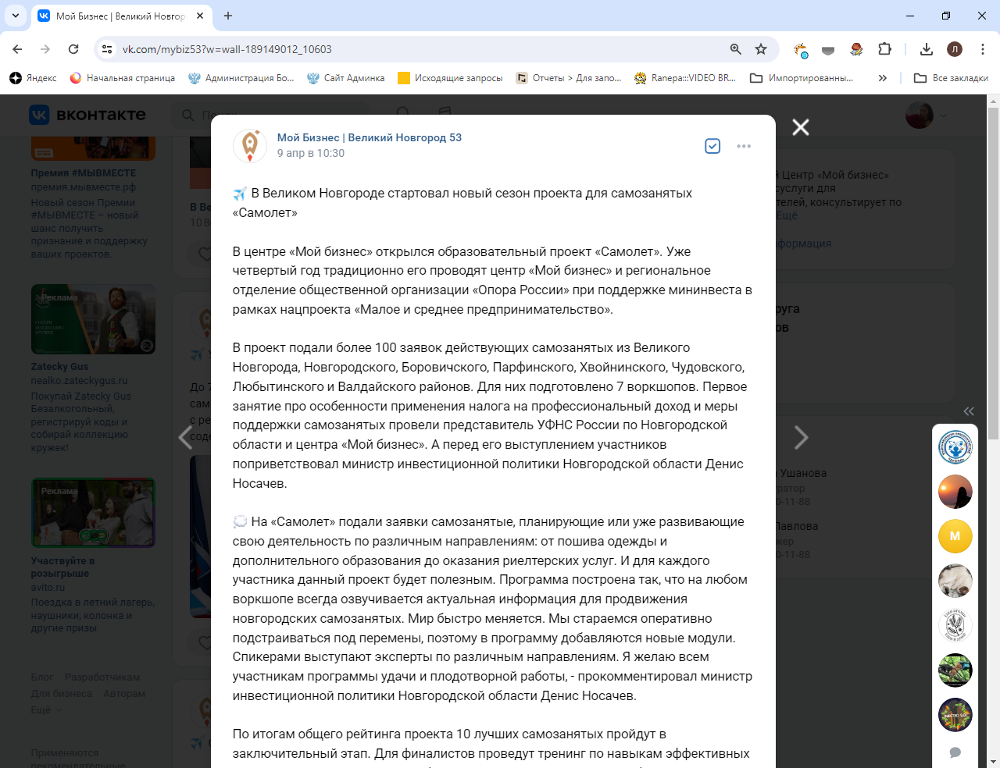 Мой Бизнес | Великий Новгор
vk.com/mybiz53?w=wall-189149012_10603
Л
Яндекс
Начальная страница
Администрация Бо...
Сайт Админка
Исходящие запросы
Отчеты > Для запо...
Ranepa:::VIDEO BR...
Импортированны...
Все закладки
вконтакте
Мой Бизнес | Великий Новгород 53
9 апр в 10:30
✈️ В Великом Новгороде стартовал новый сезон проекта для самозанятых
«Самолет»
В центре «Мой бизнес» открылся образовательный проект «Самолет». Уже
четвертый год традиционно его проводят центр «Мой бизнес» и региональное
отделение общественной организации «Опора России» при поддержке мининвеста в
рамках нацпроекта «Малое и среднее предпринимательство».
В проект подали более 100 заявок действующих самозанятых из Великого
Новгорода, Новгородского, Боровичского, Парфинского, Хвойнинского, Чудовского,
Любытинского и Валдайского районов. Для них подготовлено 7 воркшопов. Первое
занятие про особенности применения налога на профессиональный доход и меры
поддержки самозанятых провели представитель УФНС России по Новгородской
области и центра «Мой бизнес». А перед его выступлением участников
поприветствовал министр инвестиционной политики Новгородской области Денис
Носачев.
💭 На «Самолет» подали заявки самозанятые, планирующие или уже развивающие
свою деятельность по различным направлениям: от пошива одежды и
дополнительного образования до оказания риелтерских услуг. И для каждого
участника данный проект будет полезным. Программа построена так, что на любом
воркшопе всегда озвучивается актуальная информация для продвижения
новгородских самозанятых. Мир быстро меняется. Мы стараемся оперативно
подстраиваться под перемены, поэтому в программу добавляются новые модули.
Спикерами выступают эксперты по различным направлениям. Я желаю всем
участникам программы удачи и плодотворной работы, - прокомментировал министр
инвестиционной политики Новгородской области Денис Носачев.
По итогам общего рейтинга проекта 10 лучших самозанятых пройдут в
заключительный этап. Для финалистов проведут тренинг по навыкам эффективных
Премия #МЫВМЕСТЕ
премия.мывместе.рф
Новый сезон Премии
#МЫВМЕСТЕ – новый
шанс получить
признание и поддержку
ваших проектов.
Реклама
Zatecky Gus
nealko.zateckygus.ru
Покупай Zatecky Gus
Безалкогольный,
регистрируй коды и
собирай коллекцию
кружек!
Реклама
Участвуйте в
розыгрыше
avito.ru
Поездка в летний лагерь,
наушники, колонка и
другие призы
Блог Разработчикам
Для бизнеса Авторам
Ещё
Применяются
рекомендательные
В Ве
До 7
сам
с ре
сод
й Центр «Мой бизнес»
суслуги для
телей, консультирует по
Ещё
формация
руга
ов
Ушанова
ратор
0-11-88
Павлова
жер
0-11-88
М